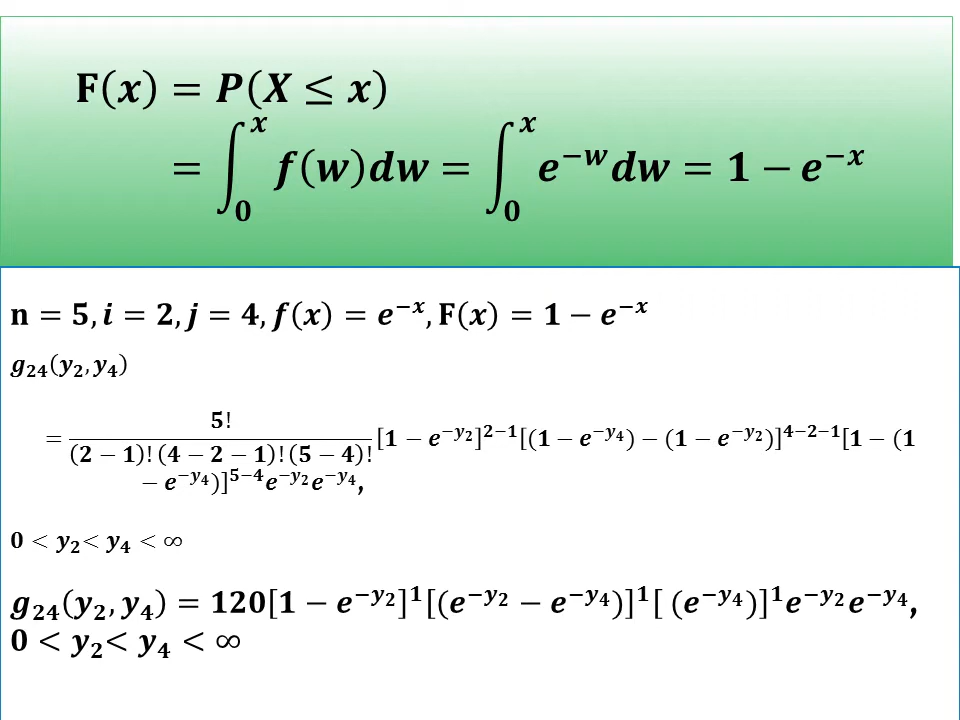 F(x) = P(X ≤ x)
= ∫₀ˣ f(w)dw = ∫₀ˣ e⁻ʷdw = 1 − e⁻ˣ
n = 5, i = 2, j = 4, f(x) = e⁻ˣ, F(x) = 1 − e⁻ˣ
g₂₄(y₂, y₄)
= 5!/((2 − 1)! (4 − 2 − 1)! (5 − 4)!) [1 − e^{−y₂}]^{2−1}[(1 − e^{−y₄}) − (1 − e^{−y₂})]^{4−2−1}[1 − (1
− e^{−y₄})]^{5−4}e^{−y₂}e^{−y₄},
0 < y₂< y₄ < ∞
g₂₄(y₂, y₄) = 120[1 − e^{−y₂}]^{1}[(e^{−y₂} − e^{−y₄})]^{1}[ (e^{−y₄})]^{1}e^{−y₂}e^{−y₄},
0 < y₂< y₄ < ∞